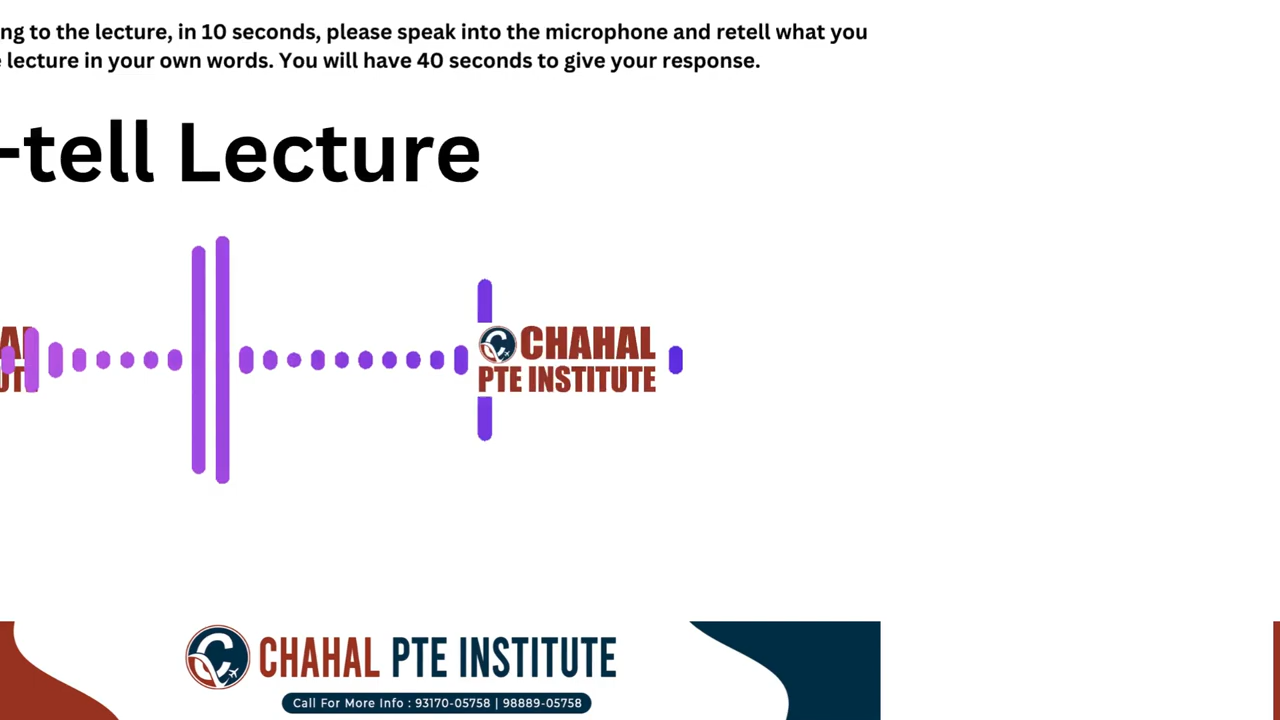 ng to the lecture, in 10 seconds, please speak into the microphone and retell what you
lecture in your own words. You will have 40 seconds to give your response.
-tell Lecture
CHAHAL
PTE INSTITUTE
CHAHAL PTE INSTITUTE
Call For More Info : 93170-05758 | 98889-05758